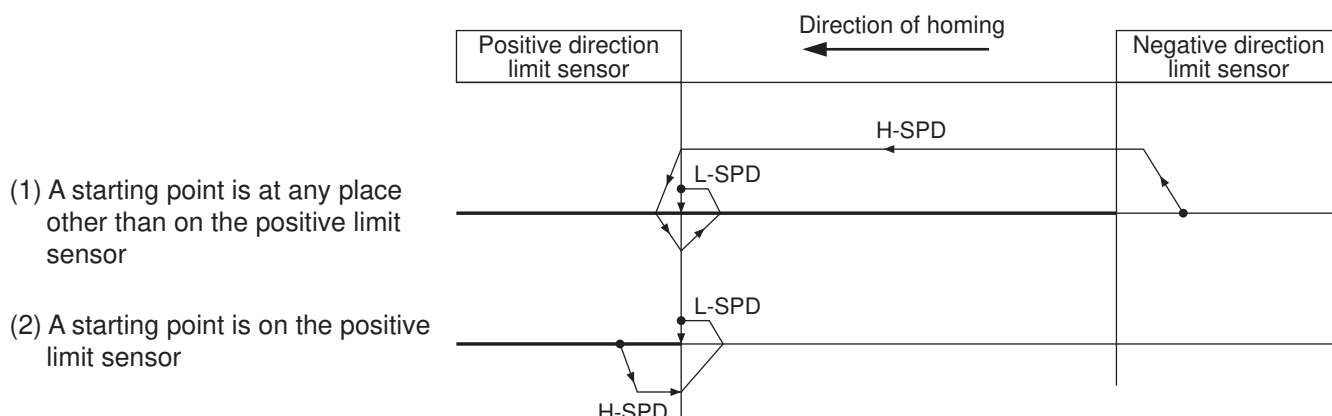 Direction of homing
Positive direction
limit sensor
Negative direction
limit sensor
H-SPD
L-SPD
(1) A starting point is at any place
other than on the positive limit
sensor
L-SPD
(2) A starting point is on the positive
limit sensor
H-SPD